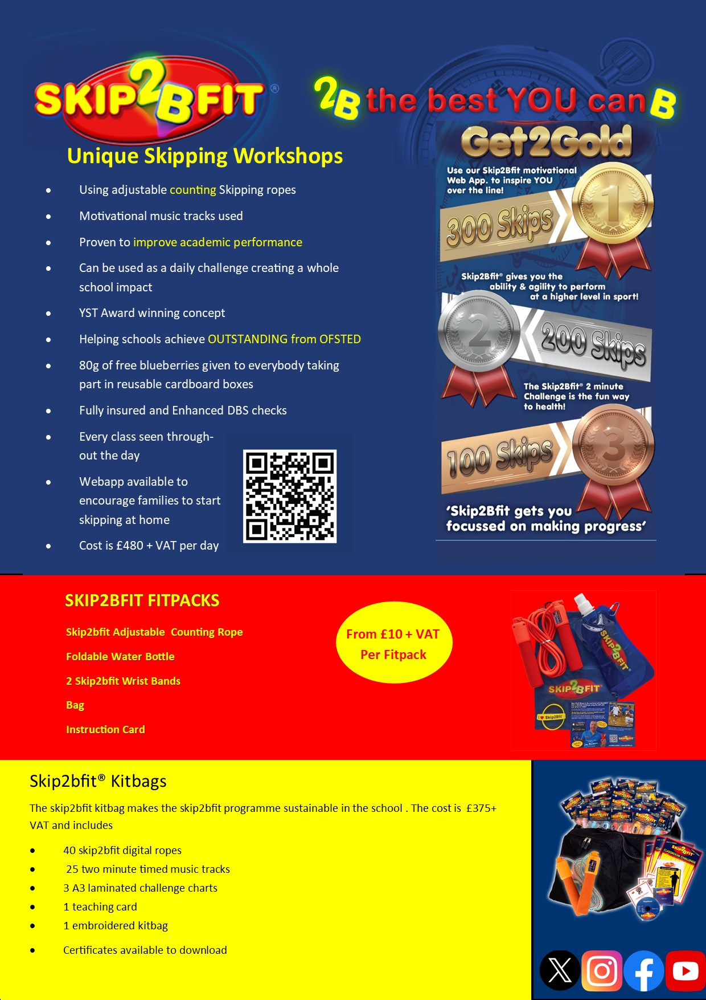 SKIP2BFIT®
2B the best YOU can B
Unique Skipping Workshops
• Using adjustable counting Skipping ropes
• Motivational music tracks used
• Proven to improve academic performance
• Can be used as a daily challenge creating a whole
school impact
• YST Award winning concept
• Helping schools achieve OUTSTANDING from OFSTED
• 80g of free blueberries given to everybody taking
part in reusable cardboard boxes
• Fully insured and Enhanced DBS checks
• Every class seen through-
out the day
• Webapp available to
encourage families to start
skipping at home
• Cost is £480 + VAT per day
Get2Gold
Use our Skip2Bfit motivational
Web App. to inspire YOU
over the line!
300 Skips
1
Skip2Bfit® gives you the
ability & agility to perform
at a higher level in sport!
2
200 Skips
The Skip2Bfit® 2 minute
Challenge is the fun way
to health!
100 Skips
3
‘Skip2Bfit gets you
focussed on making progress’
SKIP2BFIT FITPACKS
Skip2bfit Adjustable  Counting Rope
Foldable Water Bottle
2 Skip2bfit Wrist Bands
Bag
Instruction Card
From £10 + VAT
Per Fitpack
SKIP2BFIT
SKIP2BFIT
Skip2Bfit
Skip2bfit® Kitbags
The skip2bfit kitbag makes the skip2bfit programme sustainable in the school . The cost is  £375+
VAT and includes
• 40 skip2bfit digital ropes
• 25 two minute timed music tracks
• 3 A3 laminated challenge charts
• 1 teaching card
• 1 embroidered kitbag
• Certificates available to download
SKIP2BFIT
CLASSROOM CHALLENGE